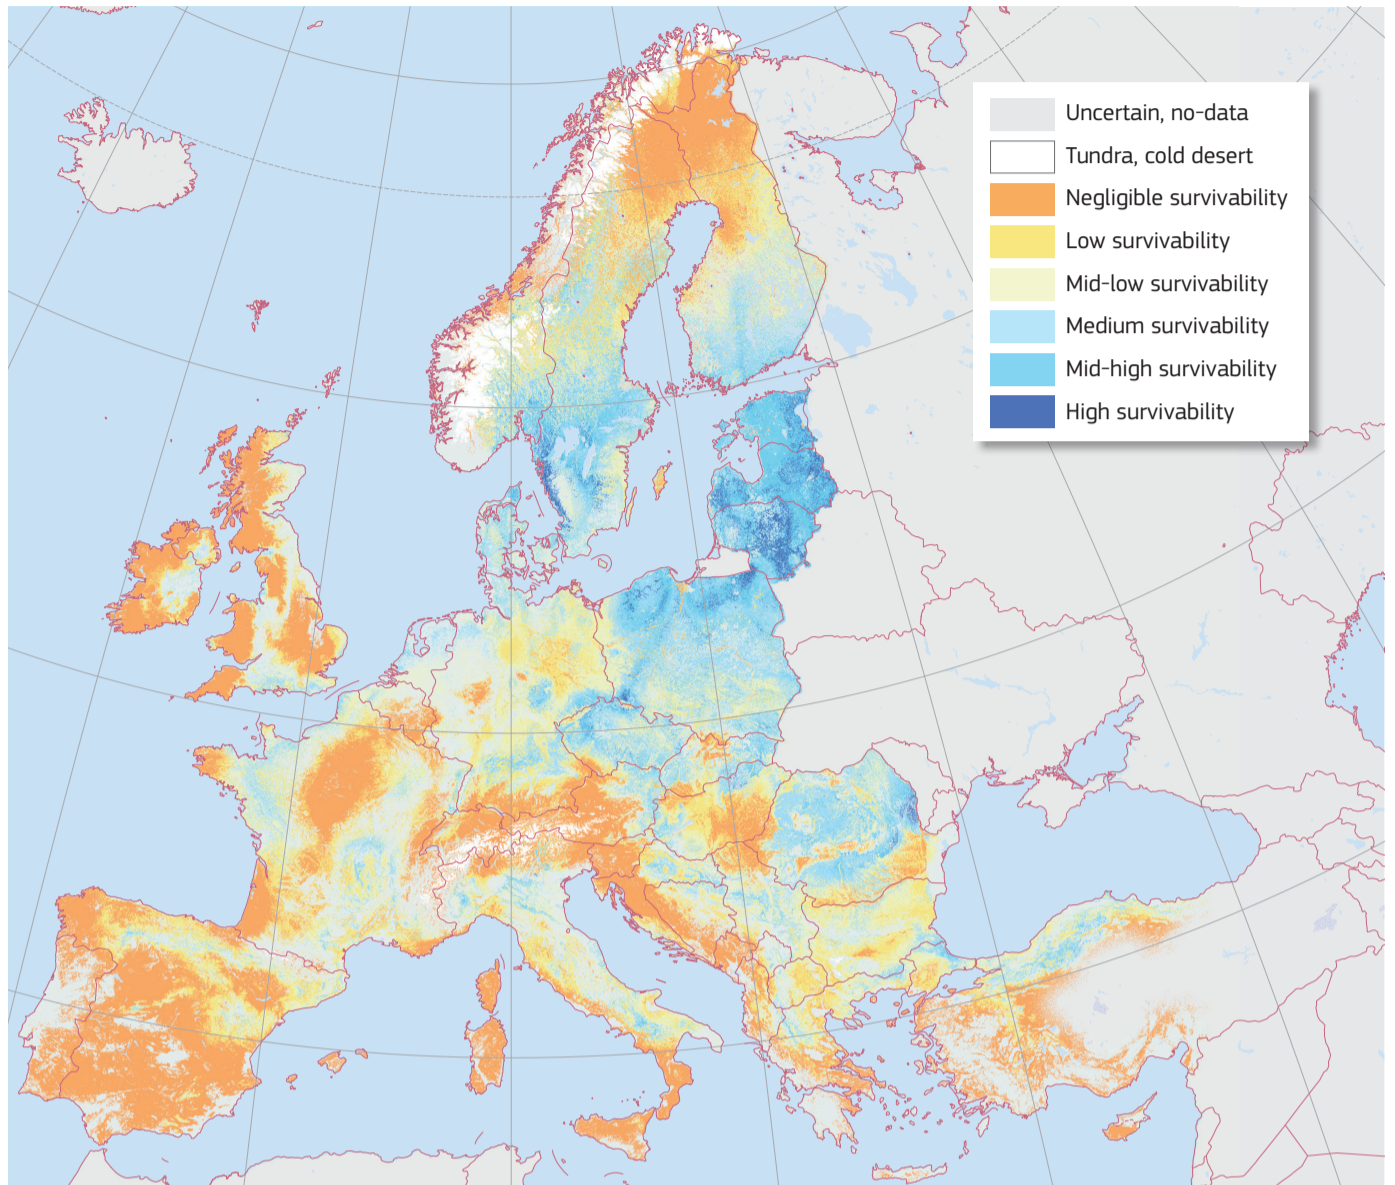 Uncertain, no-data
Tundra, cold desert
Negligible survivability
Low survivability
Mid-low survivability
Medium survivability
Mid-high survivability
High survivability